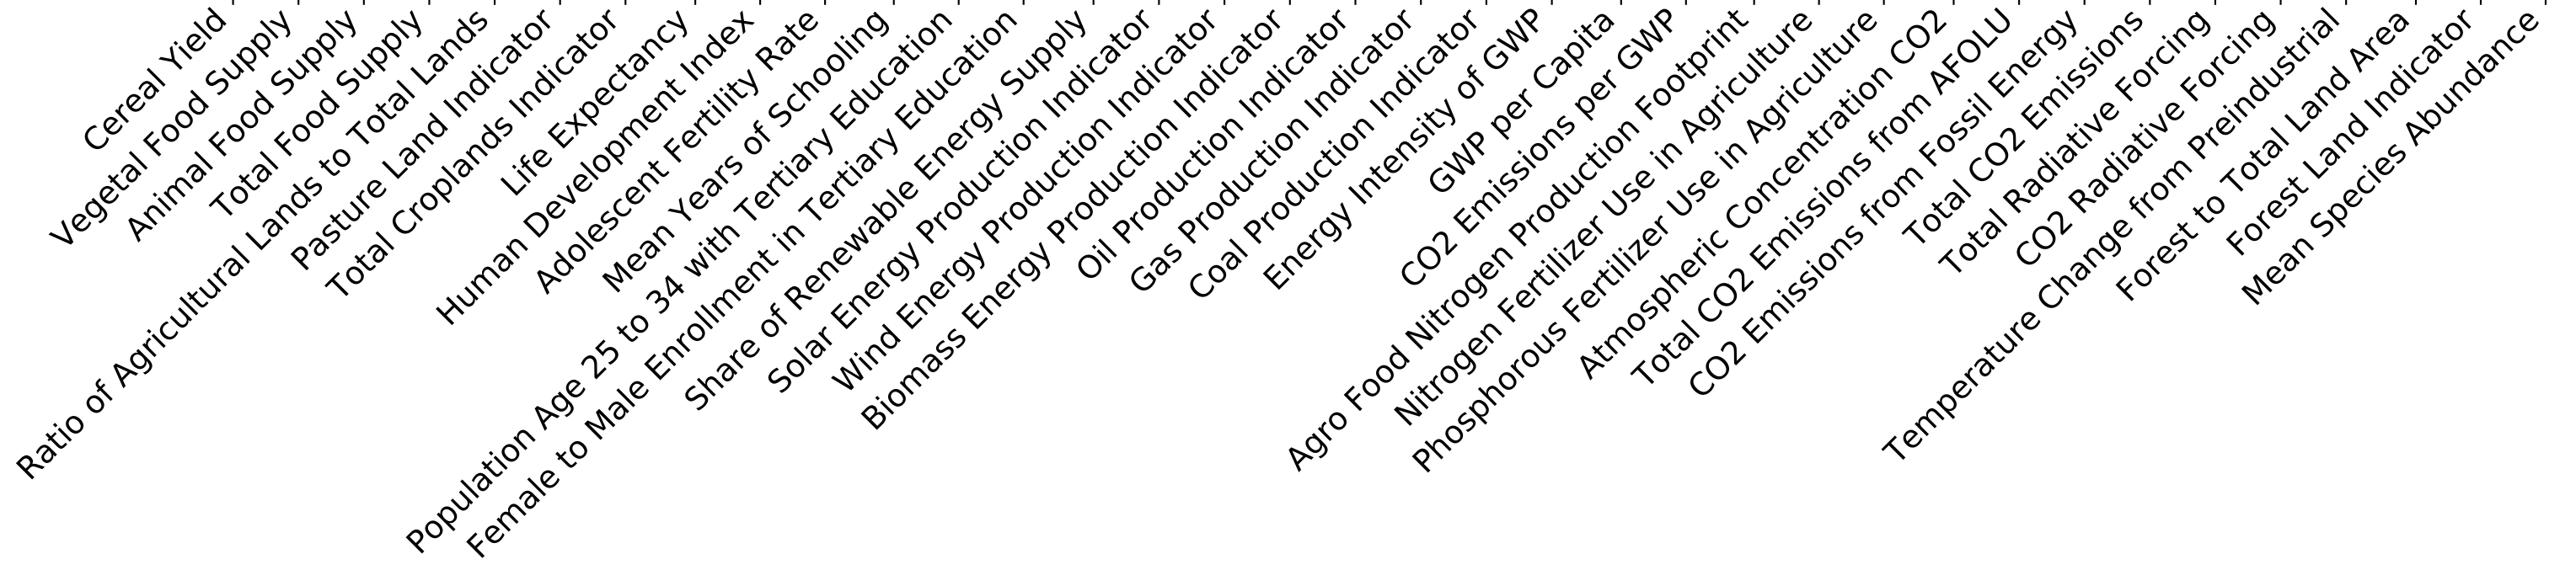 Cereal Yield
Vegetal Food Supply
Animal Food Supply
Total Food Supply
Ratio of Agricultural Lands to Total Lands
Pasture Land Indicator
Total Croplands Indicator
Life Expectancy
Human Development Index
Adolescent Fertility Rate
Mean Years of Schooling
Population Age 25 to 34 with Tertiary Education
Female to Male Enrollment in Tertiary Education
Share of Renewable Energy Supply
Solar Energy Production Indicator
Wind Energy Production Indicator
Biomass Energy Production Indicator
Oil Production Indicator
Gas Production Indicator
Coal Production Indicator
Energy Intensity of GWP
GWP per Capita
CO2 Emissions per GWP
Agro Food Nitrogen Production Footprint
Nitrogen Fertilizer Use in Agriculture
Phosphorous Fertilizer Use in Agriculture
Atmospheric Concentration CO2
Total CO2 Emissions from AFOLU
CO2 Emissions from Fossil Energy
Total CO2 Emissions
Total Radiative Forcing
CO2 Radiative Forcing
Temperature Change from Preindustrial
Forest to Total Land Area
Forest Land Indicator
Mean Species Abundance